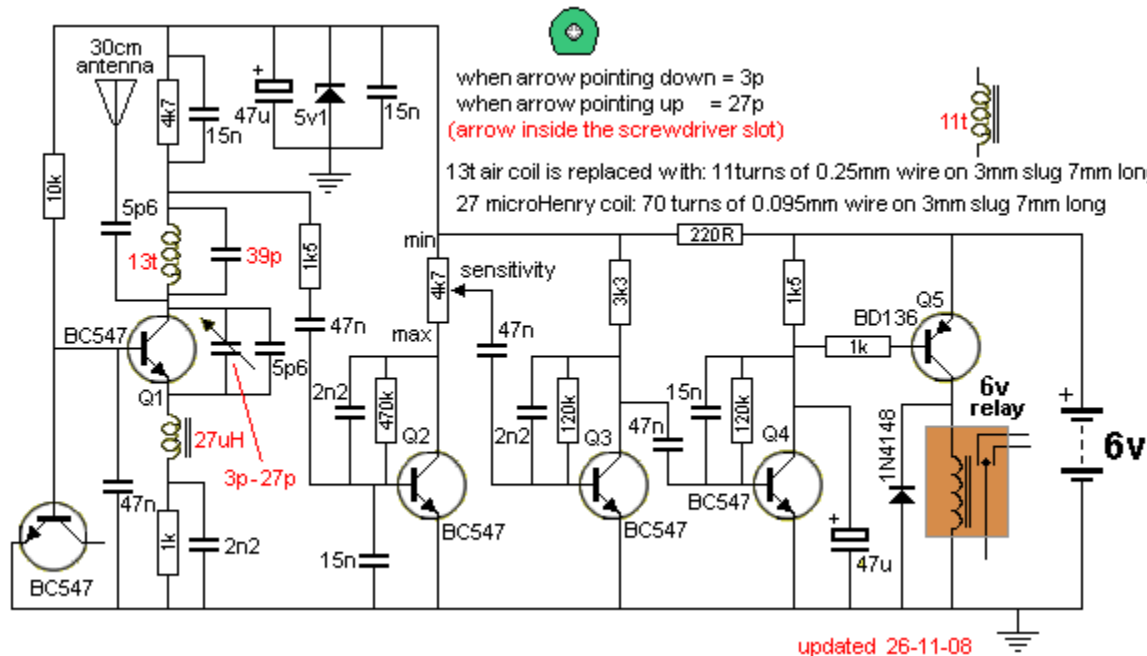 30cm
antenna
4k7
15n
+
47u
5v1
15n
when arrow pointing down = 3p
when arrow pointing up = 27p
(arrow inside the screwdriver slot)
11t
13t air coil is replaced with: 11turns of 0.25mm wire on 3mm slug 7mm long
27 microHenry coil: 70 turns of 0.095mm wire on 3mm slug 7mm long
10k
5p6
13t
39p
1k5
min
220R
4k7
sensitivity
3k3
1k5
Q5
BD136
BC547
47n
max
47n
1k
5p6
Q1
2n2
470k
15n
6v
relay
+
6v
27uH
Q2
2n2
120k
Q3
47n
120k
Q4
1N4148
3p-27p
47n
BC547
BC547
BC547
1k
2n2
15n
+
47u
BC547
updated 26-11-08